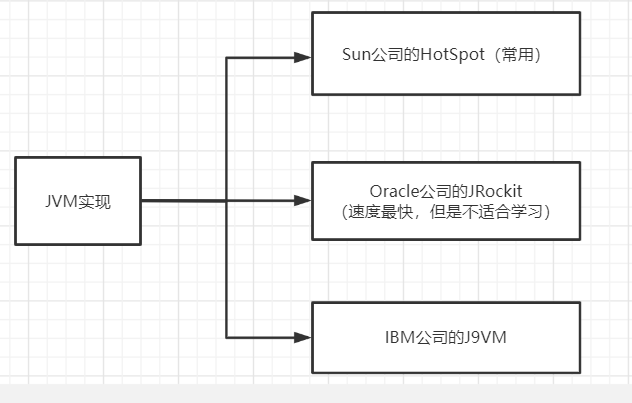 Sun公司的HotSpot（常用）
JVM实现
Oracle公司的JRockit
（速度最快，但是不适合学习）
IBM公司的J9VM